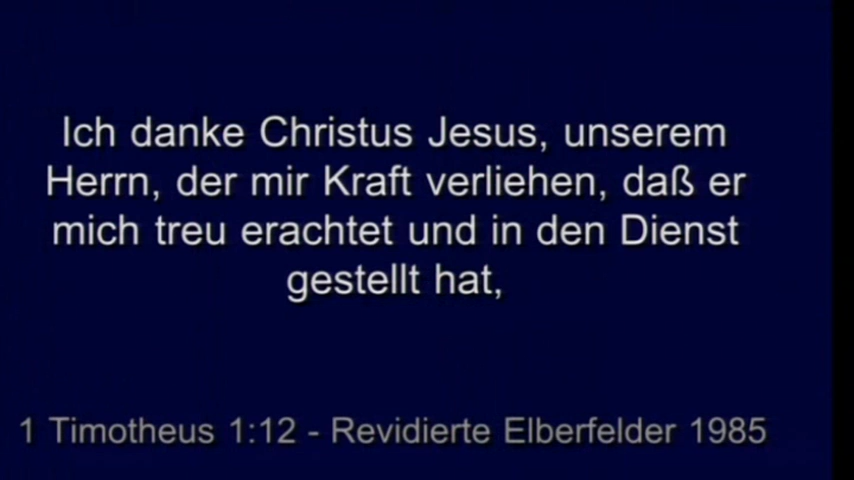 Ich danke Christus Jesus, unserem
Herrn, der mir Kraft verliehen, daß er
mich treu erachtet und in den Dienst
gestellt hat,
1 Timotheus 1:12 - Revidierte Elberfelder 1985